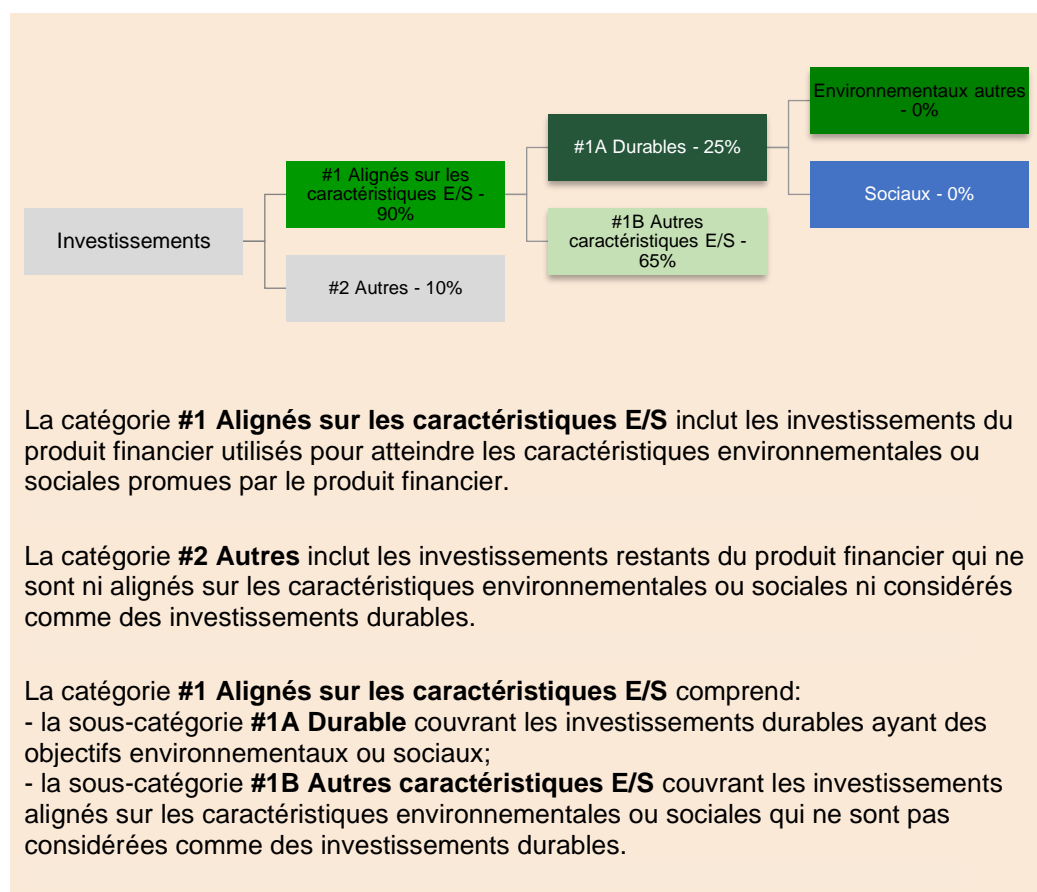 Environnementaux autres
- 0%
#1A Durables - 25%
#1 Alignés sur les
caractéristiques E/S -
90%
Sociaux - 0%
Investissements
#1B Autres
caractéristiques E/S -
65%
#2 Autres - 10%
La catégorie #1 Alignés sur les caractéristiques E/S inclut les investissements du
produit financier utilisés pour atteindre les caractéristiques environnementales ou
sociales promues par le produit financier.
La catégorie #2 Autres inclut les investissements restants du produit financier qui ne
sont ni alignés sur les caractéristiques environnementales ou sociales ni considérés
comme des investissements durables.
La catégorie #1 Alignés sur les caractéristiques E/S comprend:
- la sous-catégorie #1A Durable couvrant les investissements durables ayant des
objectifs environnementaux ou sociaux;
- la sous-catégorie #1B Autres caractéristiques E/S couvrant les investissements
alignés sur les caractéristiques environnementales ou sociales qui ne sont pas
considérées comme des investissements durables.